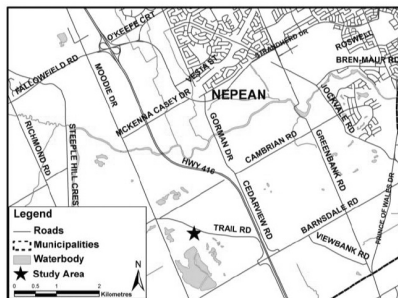 O'KEEFE CRT
FALLOWFIELD RD
MOODIE DR
VESTA ST
STRANDHERD DR
ROSWELL
BREN-MAUR RD
MCKENNA CASEY DR
NEPEAN
JOCKVALE RD
RICHMOND RD
STEEPLE HILL CRES
GORMAN DR
CAMBRIAN RD
GREENBANK RD
HWY 416
CEDARVIEW RD
PRINCE OF WALES DR
BARNSDALE RD
TRAIL RD
VIEWBANK RD
Legend
Roads
Municipalities
Waterbody
Study Area
0 0.5 1 2
Kilometres
N